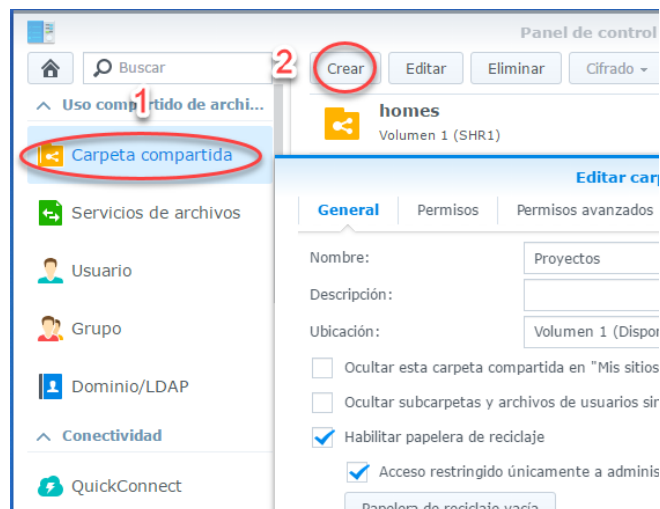 Panel de control
Buscar
2
Crear
Editar
Eliminar
Cifrado
Uso compartido de archi...
1
homes
Volumen 1 (SHR1)
Carpeta compartida
Editar
General
Permisos
Permisos avanzados
Servicios de archivos
Nombre:
Proyectos
Usuario
Descripción:
Ubicación:
Volumen 1
Grupo
Ocultar esta carpeta compartida en "Mis sitios
Dominio/LDAP
Ocultar subcarpetas y archivos de usuarios
Conectividad
Habilitar papelera de reciclaje
Acceso restringido únicamente a
QuickConnect
Papelera de reciclaje vacía